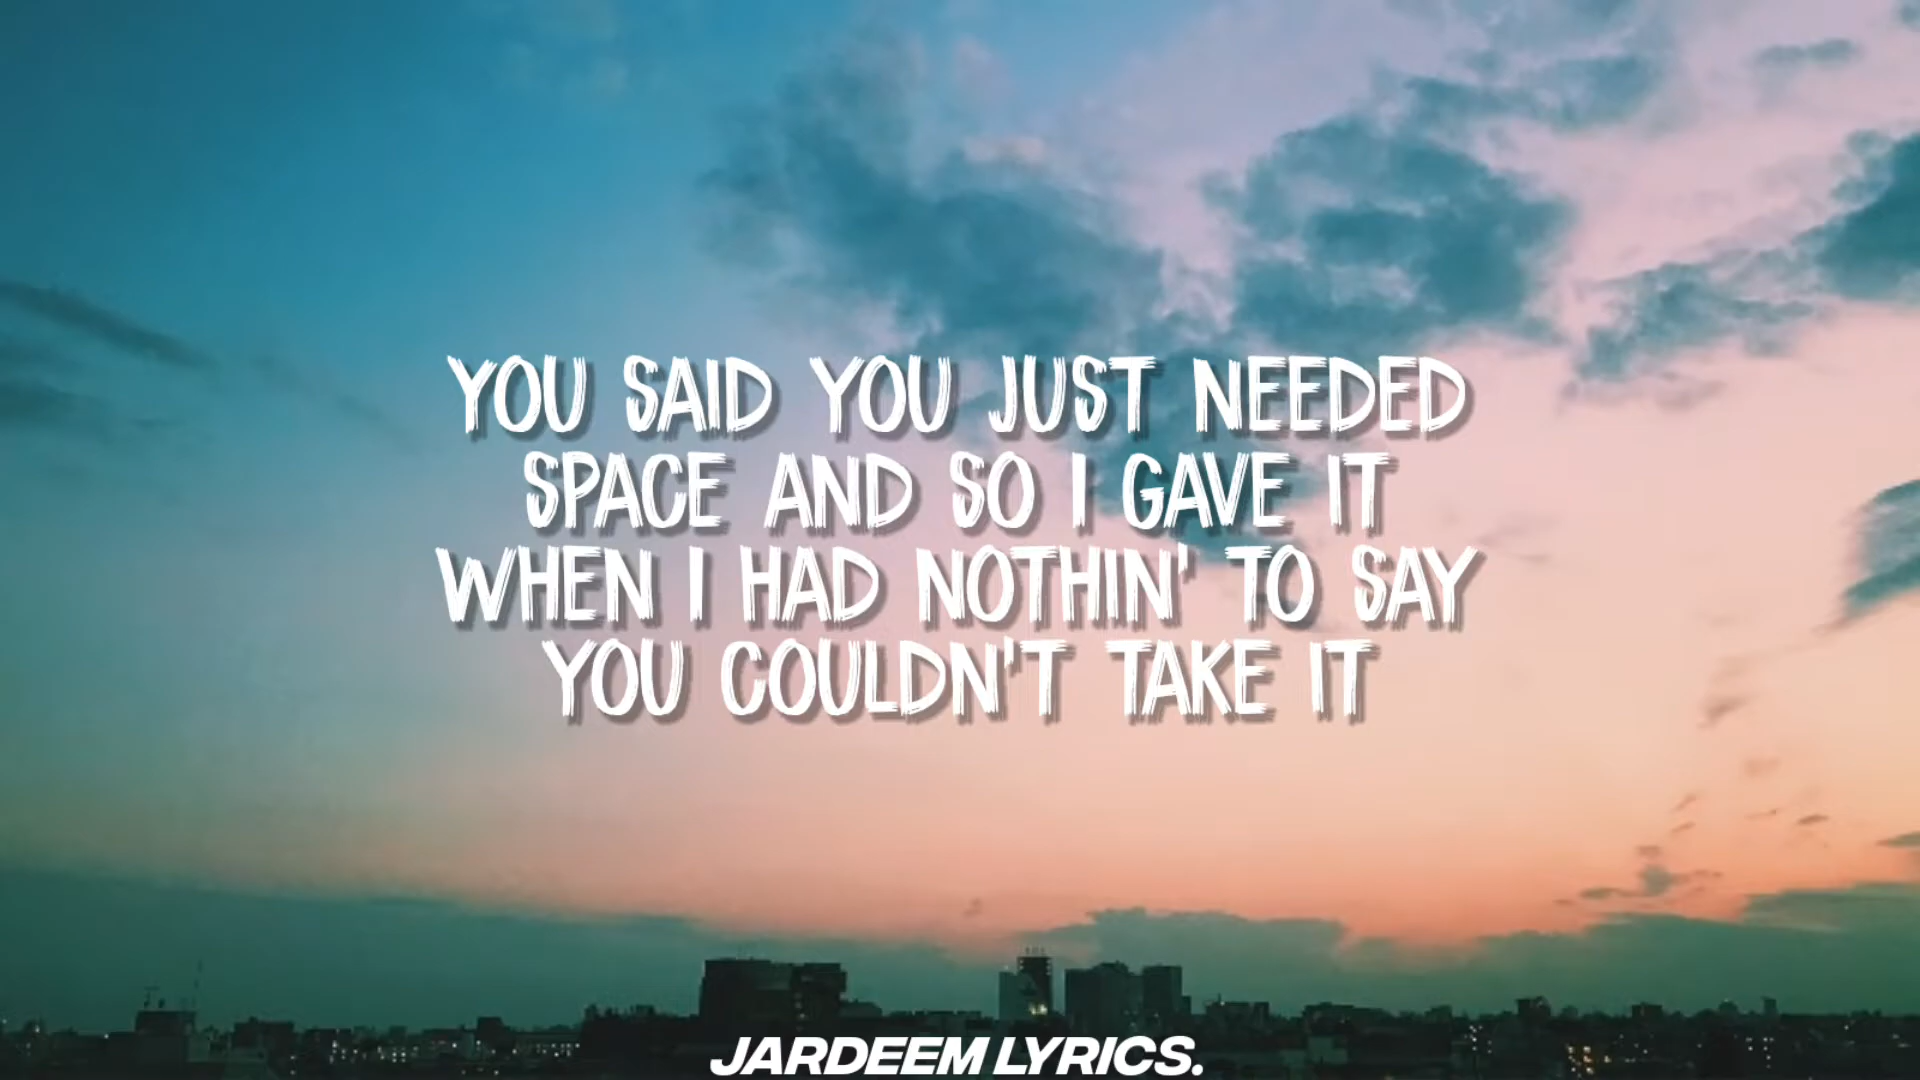 YOU SAID YOU JUST NEEDED
SPACE AND SO I GAVE IT
WHEN I HAD NOTHIN' TO SAY
YOU COULDN'T TAKE IT
JARDEEM LYRICS.